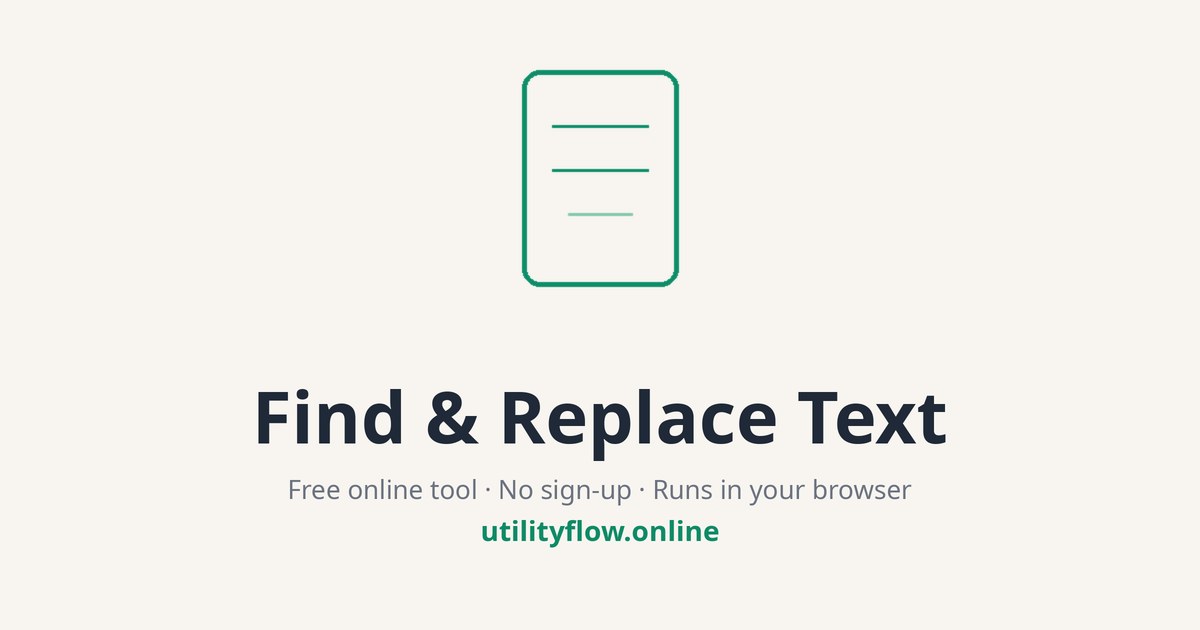 Find & Replace Text
Free online tool · No sign-up · Runs in your browser
utilityflow.online